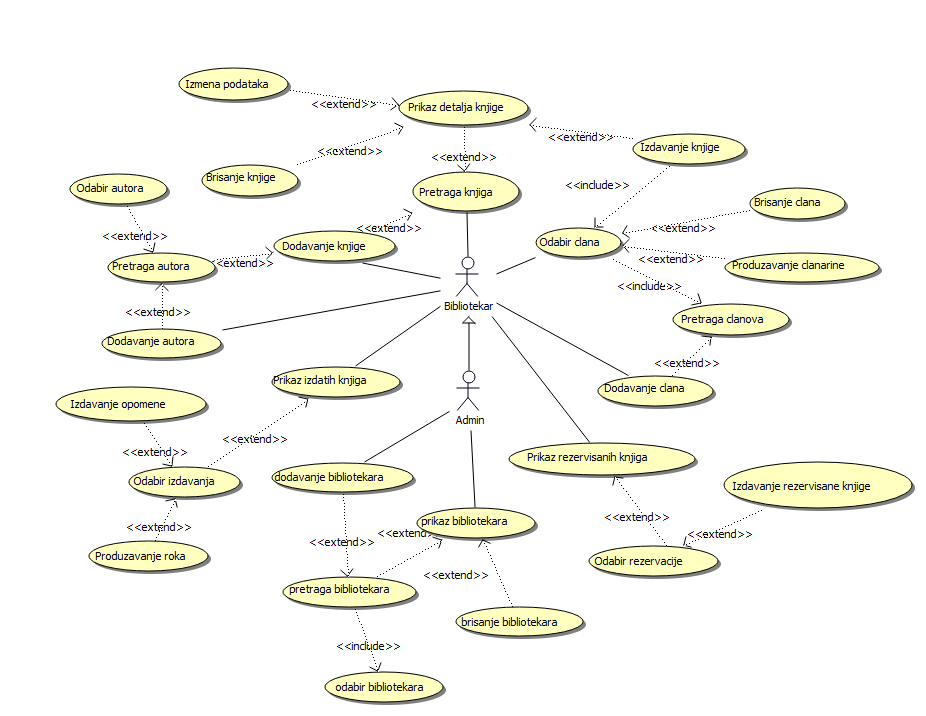 Izmena podataka
<<extend>>
Prikaz detalja knjige
<<extend>>
<<extend>>
Izdavanje knjige
<<extend>>
Brisanje knjige
<<include>>
Odabir autora
Pretraga knjiga
Brisanje clana
<<extend>>
<<extend>>
<<extend>>
Dodavanje knjige
Odabir clana
<<extend>>
Pretraga autora
<<extend>>
Produzavanje clanarine
<<include>>
Bibliotekar
<<extend>>
Pretraga clanova
Dodavanje autora
<<extend>>
Prikaz izdatih knjiga
Dodavanje clana
Izdavanje opomene
Admin
<<extend>>
<<extend>>
Prikaz rezervisanih knjiga
Odabir izdavanja
dodavanje bibliotekara
Izdavanje rezervisane knjige
<<extend>>
prikaz bibliotekara
<<extend>>
<<extend>>
<<extend>>
<<extend>>
Produzavanje roka
Odabir rezervacije
<<extend>>
pretraga bibliotekara
brisanje bibliotekara
<<include>>
odabir bibliotekara